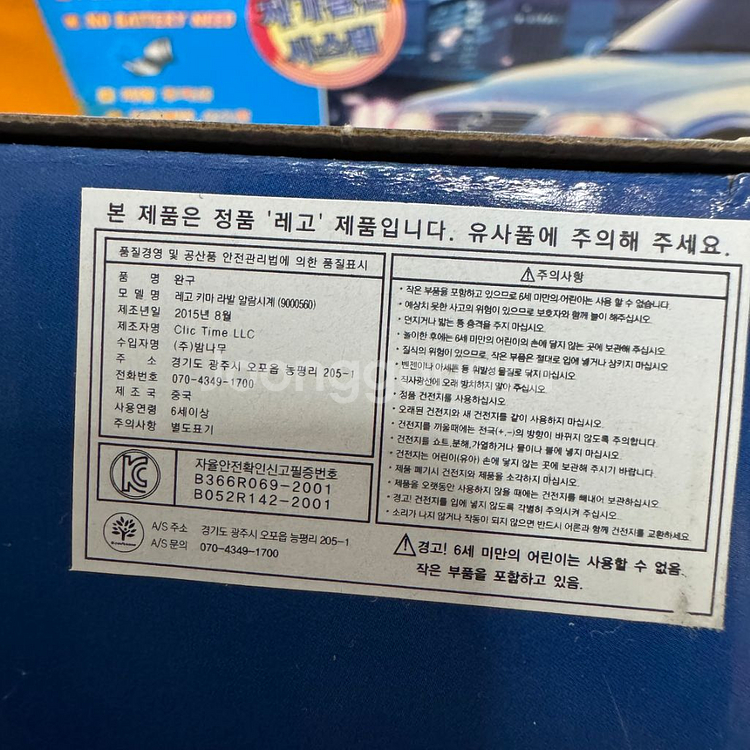 NO BATTERY NEED
본 제품은 정품 '레고' 제품입니다. 유사품에 주의해 주세요.
품질경영 및 공산품 안전관리법에 의한 품질표시
품 명 완구
모 델 명 레고 키마 라발 알람시계 (9000560)
제조년월 2015년 8월
제조자명 Clic Time LLC
수입자명 (주)밤나무
주 소 경기도 광주시 오포읍 능평리 205-1
전화번호 070-4349-1700
제 조 국 중국
사용연령 6세이상
주의사항 별도표기
자율안전확인신고필증번호
B366R069-2001
B052R142-2001
A/S 주소 경기도 광주시 오포읍 능평리 205-1
A/S 문의 070-4349-1700
⚠주의사항
• 작은 부품을 포함하고 있으므로 6세 미만의 어린이는 사용 할 수 없습니다.
• 예상치 못한 사고의 위험이 있으므로 보호자와 함께 불이 해주십시오.
• 던지거나 밟는 등 충격을 주지 마십시오.
• 놀이한 후에는 6세 미만의 어린이의 손에 닿지 않는 곳에 보관해 주십시오.
• 질식의 위험이 있으므로, 작은 부품은 절대로 입에 넣거나 삼키지 마십시오.
• 벤젠이나 아세톤 등 휘발성 물질로 닦지 마십시오.
• 직사광선에 오래 방치하지 말아 주십시오.
• 정품 건전지를 사용하십시오.
• 오래된 건전지와 새 건전지를 같이 사용하지 마십시오.
• 건전지를 끼울때에는 전극(+,-)의 방향이 바뀌지 않도록 주의합니다.
• 건전지를 쇼트,분해,가열하거나 물이나 불에 넣지 마십시오.
• 건전지는 어린이(유아) 손에 닿지 않는 곳에 보관해 주시기 바랍니다.
• 제품 폐기시 건전지와 제품을 소각하지 마십시오.
• 제품을 오랫동안 사용하지 않을 때에는 건전지를 빼내어 보관하십시오.
• 경고! 건전지를 입에 넣지 않도록 각별히 주의시켜 주십시오.
• 소리가 나지 않거나 작동이 되지 않으면 반드시 어른과 함께 건전지를 교환하세요.
⚠경고! 6세 미만의 어린이는 사용할 수 없음.
작은 부품을 포함하고 있음.